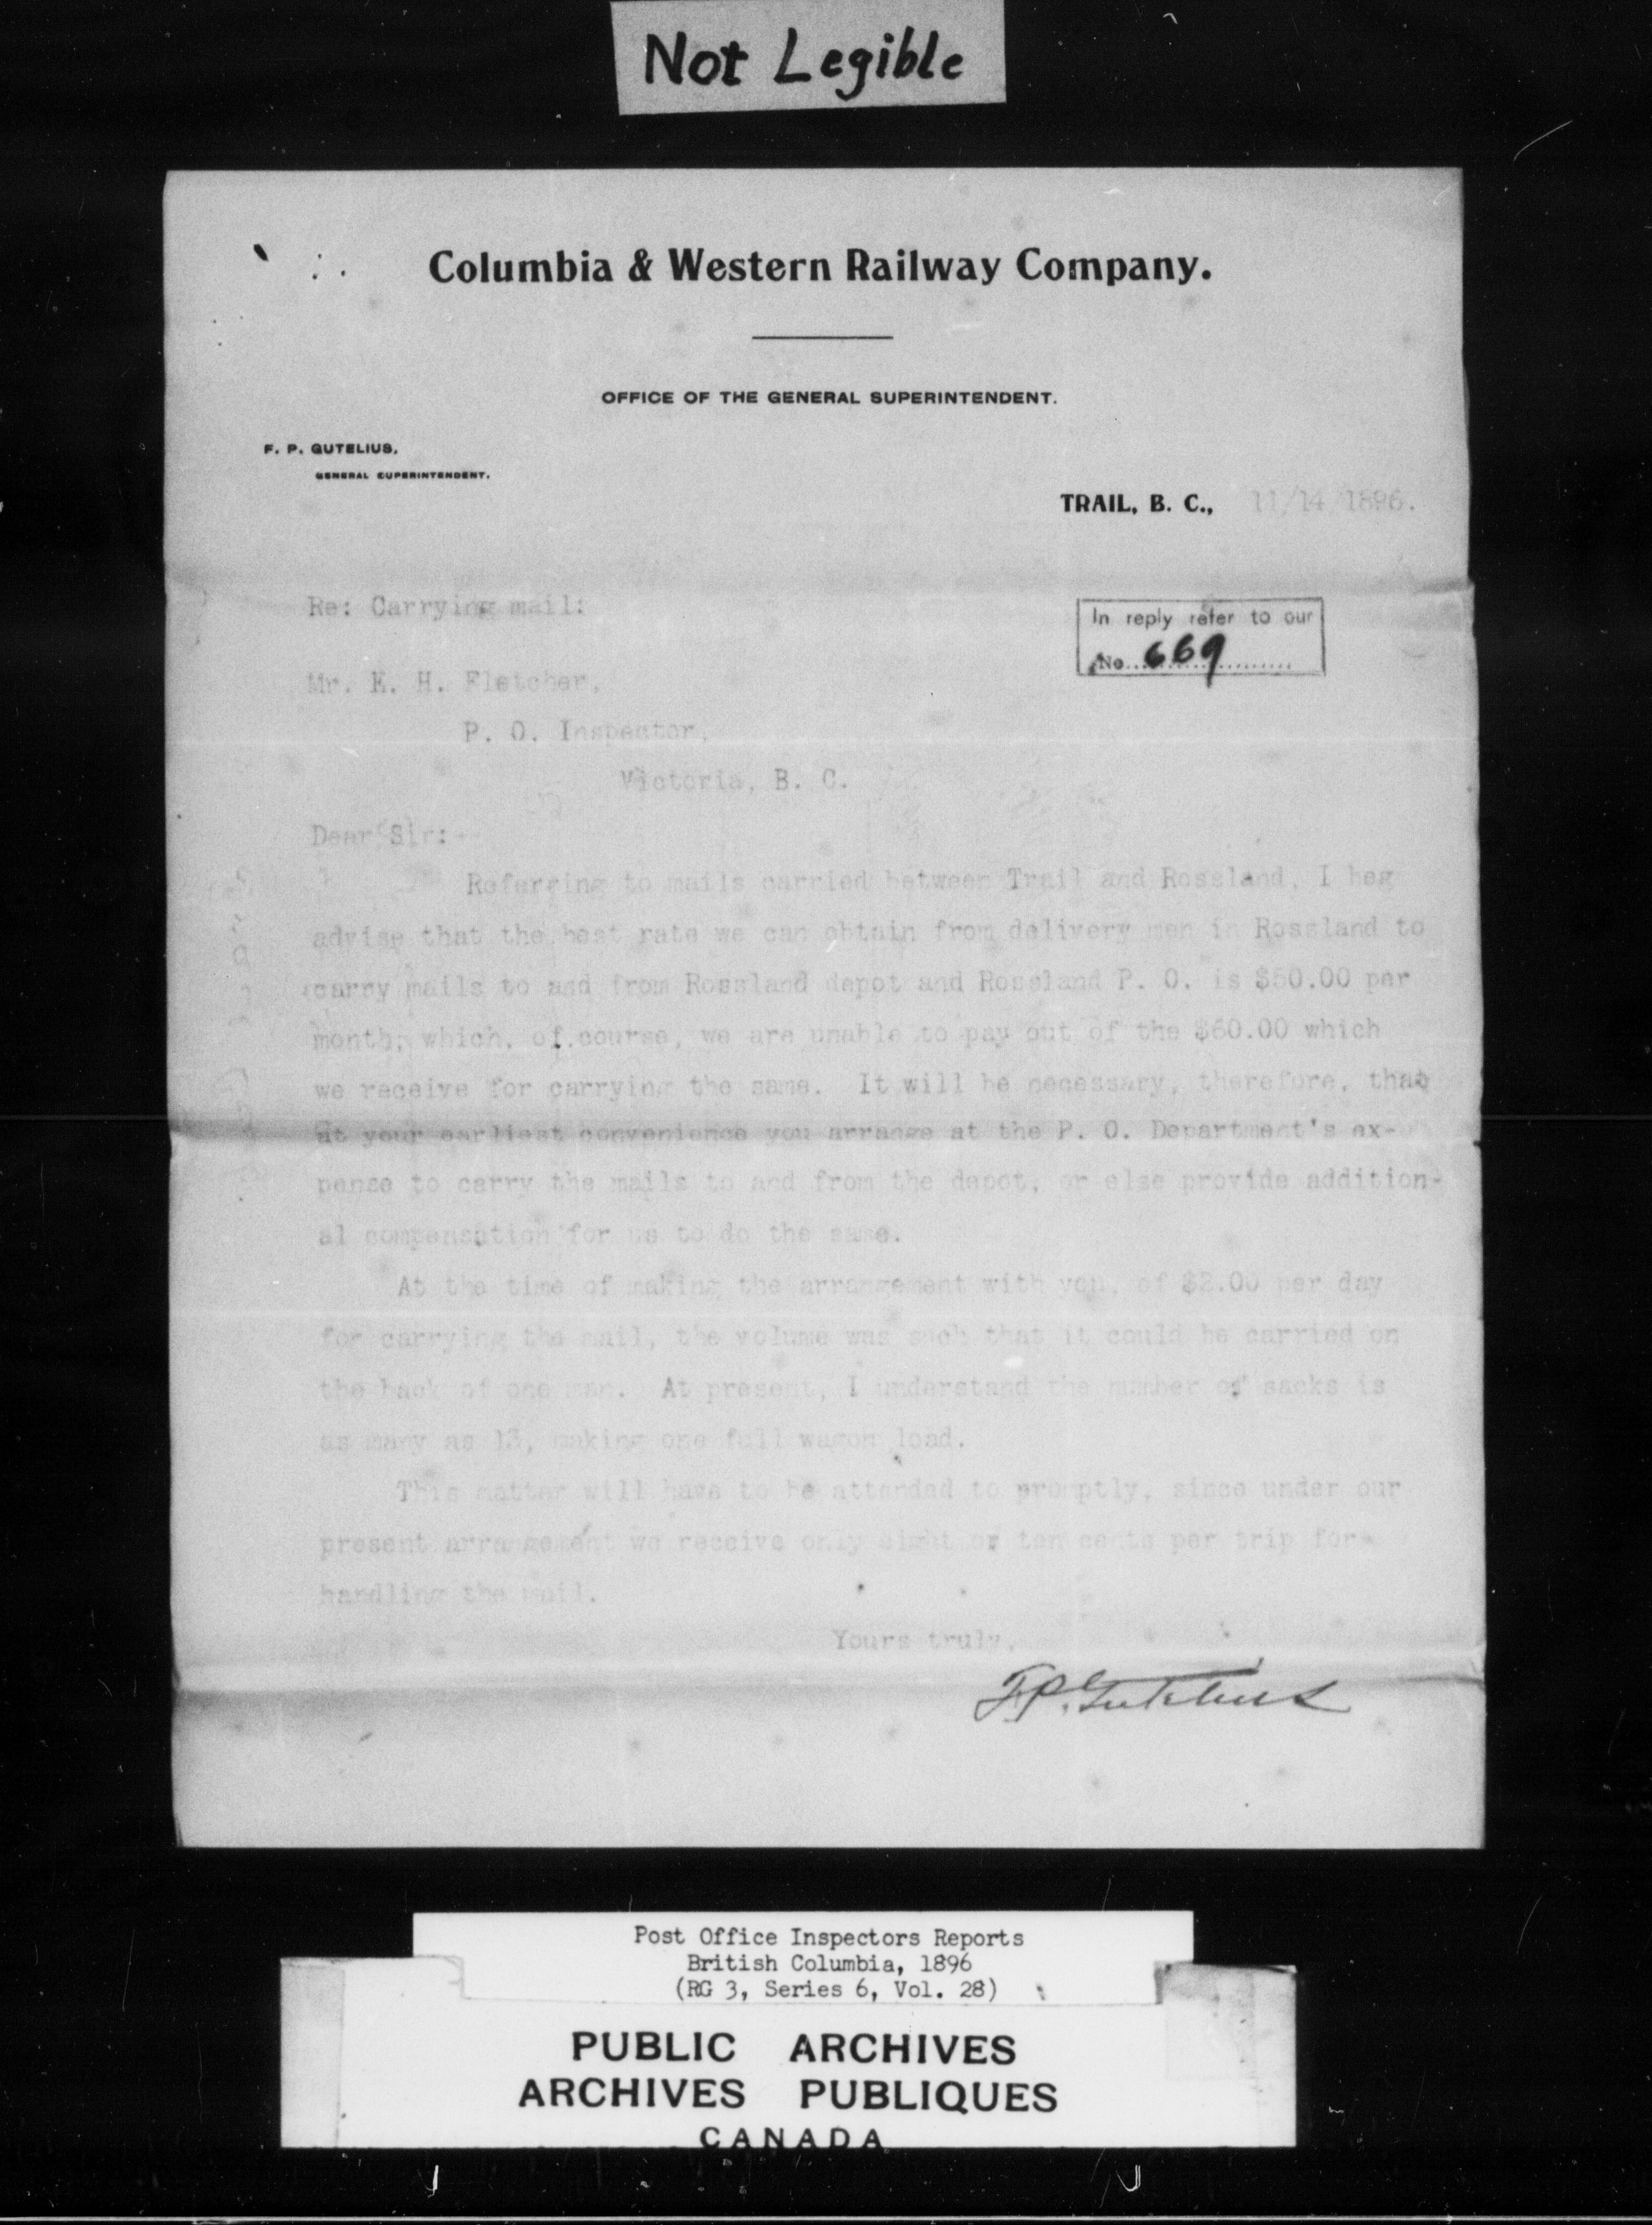 Not Legible
Columbia & Western Railway Company.
OFFICE OF THE GENERAL SUPERINTENDENT.
F. P. GUTELIUS,
GENERAL SUPERINTENDENT.
TRAIL, B. C., 11/14/1896.
Re: Carrying mail:
In reply refer to our
No. 669
Mr. E. H. Fletcher,
P. O. Inspector,
Victoria, B. C.
Dear Sir:-
Referring to mails carried between Trail and Rossland, I beg
advise that the best rate we can obtain from delivery men in Rossland to
carry mails to and from Rossland depot and Rossland P. O. is $50.00 per
month; which, of course, we are unable to pay out of the $60.00 which
we receive for carrying the same. It will be necessary, therefore, that
at your earliest convenience you arrange at the P. O. Department's ex-
pense to carry the mails to and from the depot, or else provide addition-
al compensation for us to do the same.
At the time of making the arrangement with you, of $2.00 per day
for carrying the mail, the volume was such that it could be carried on
the back of one man. At present, I understand the number of sacks is
as many as 13, making one full wagon load.
This matter will have to be attended to promptly, since under our
present arrangement we receive only eight or ten cents per trip for
handling the mail.
Yours truly,
F. P. Gutelius
Post Office Inspectors Reports
British Columbia, 1896
(RG 3, Series 6, Vol. 28)
PUBLIC ARCHIVES
ARCHIVES PUBLIQUES
CANADA